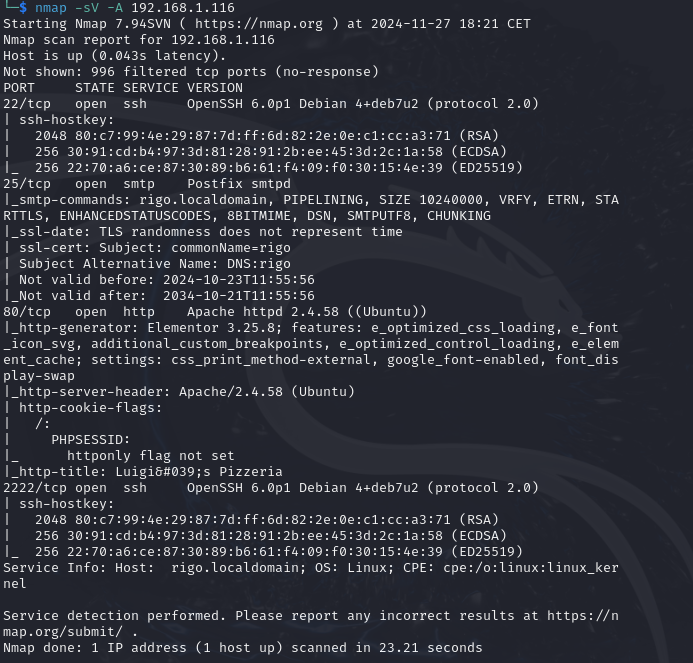 └─$ nmap -sV -A 192.168.1.116
Starting Nmap 7.94SVN ( https://nmap.org ) at 2024-11-27 18:21 CET
Nmap scan report for 192.168.1.116
Host is up (0.043s latency).
Not shown: 996 filtered tcp ports (no-response)
PORT     STATE SERVICE VERSION
22/tcp   open  ssh     OpenSSH 6.0p1 Debian 4+deb7u2 (protocol 2.0)
| ssh-hostkey:
|   2048 80:c7:99:4e:29:87:7d:ff:6d:82:2e:0e:c1:cc:a3:71 (RSA)
|   256 30:91:cd:b4:97:3d:81:28:91:2b:ee:45:3d:2c:1a:58 (ECDSA)
|_  256 22:70:a6:ce:87:30:89:b6:61:f4:09:f0:30:15:4e:39 (ED25519)
25/tcp   open  smtp    Postfix smtpd
|_smtp-commands: rigo.localdomain, PIPELINING, SIZE 10240000, VRFY, ETRN, STA
RTTLS, ENHANCEDSTATUSCODES, 8BITMIME, DSN, SMTPUTF8, CHUNKING
|_ssl-date: TLS randomness does not represent time
| ssl-cert: Subject: commonName=rigo
| Subject Alternative Name: DNS:rigo
| Not valid before: 2024-10-23T11:55:56
|_Not valid after:  2034-10-21T11:55:56
80/tcp   open  http    Apache httpd 2.4.58 ((Ubuntu))
|_http-generator: Elementor 3.25.8; features: e_optimized_css_loading, e_font
_icon_svg, additional_custom_breakpoints, e_optimized_control_loading, e_elem
ent_cache; settings: css_print_method-external, google_font-enabled, font_dis
play-swap
|_http-server-header: Apache/2.4.58 (Ubuntu)
| http-cookie-flags:
|   /:
|     PHPSESSID:
|_      httponly flag not set
|_http-title: Luigi&#039;s Pizzeria
2222/tcp open  ssh     OpenSSH 6.0p1 Debian 4+deb7u2 (protocol 2.0)
| ssh-hostkey:
|   2048 80:c7:99:4e:29:87:7d:ff:6d:82:2e:0e:c1:cc:a3:71 (RSA)
|   256 30:91:cd:b4:97:3d:81:28:91:2b:ee:45:3d:2c:1a:58 (ECDSA)
|_  256 22:70:a6:ce:87:30:89:b6:61:f4:09:f0:30:15:4e:39 (ED25519)
Service Info: Host:  rigo.localdomain; OS: Linux; CPE: cpe:/o:linux:linux_ker
nel

Service detection performed. Please report any incorrect results at https://n
map.org/submit/ .
Nmap done: 1 IP address (1 host up) scanned in 23.21 seconds